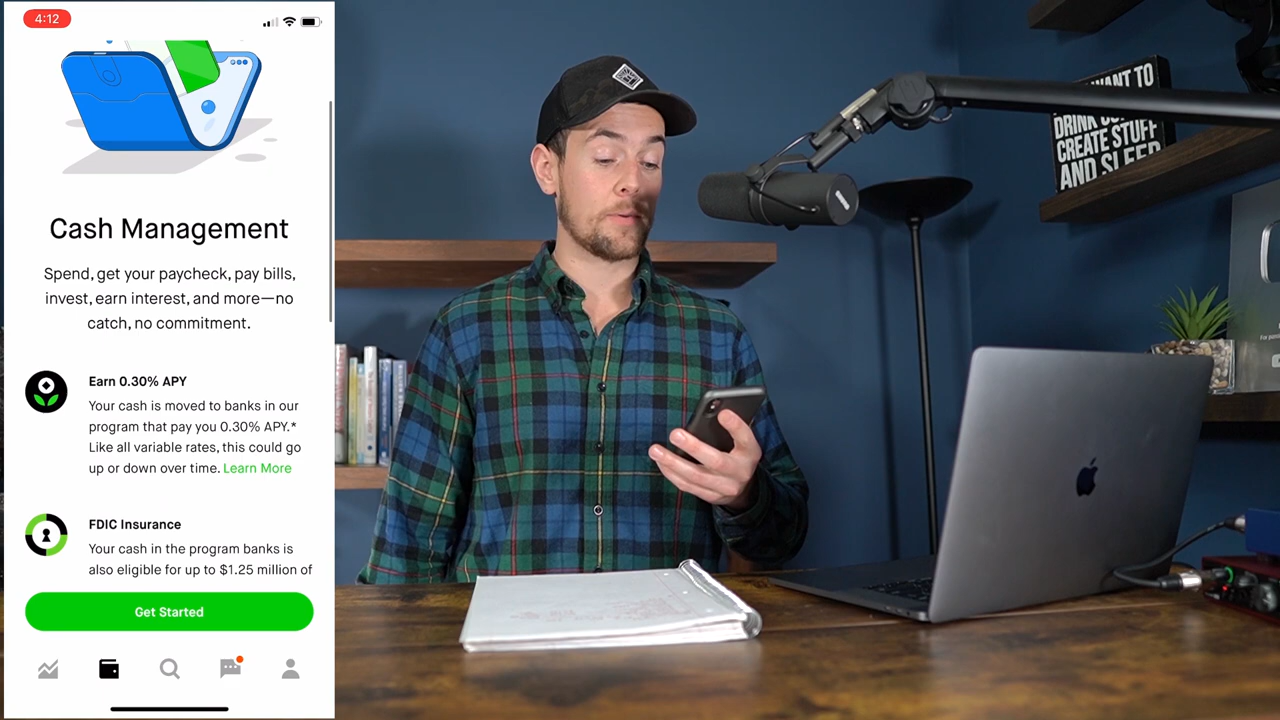 4:12
Cash Management
Spend, get your paycheck, pay bills,
invest, earn interest, and more—no
catch, no commitment.
Earn 0.30% APY
Your cash is moved to banks in our
program that pay you 0.30% APY.*
Like all variable rates, this could go
up or down over time. Learn More
FDIC Insurance
Your cash in the program banks is
also eligible for up to $1.25 million of
Get Started
WANT TO
DRINK
CREATE STUFF
AND SLEEP